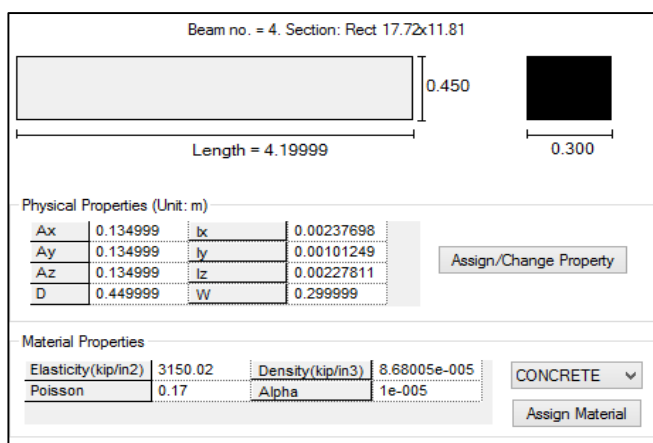 Beam no. = 4. Section: Rect 17.72x11.81
0.450
Length = 4.19999
0.300
Physical Properties (Unit: m)
Ax 0.134999 Ix 0.00237698
Ay 0.134999 Iy 0.00101249
Az 0.134999 Iz 0.00227811
D 0.449999 W 0.299999
Assign/Change Property
Material Properties
Elasticity(kip/in2) 3150.02 Density(kip/in3) 8.68005e-005
Poisson 0.17 Alpha 1e-005
CONCRETE
Assign Material